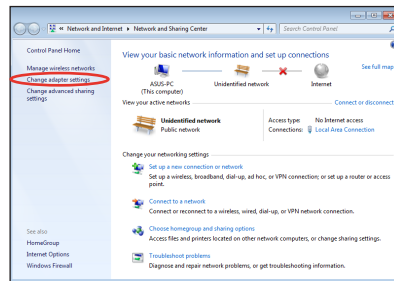 « Network and Internet ▸ Network and Sharing Center
Search Control Panel
Control Panel Home
Manage wireless networks
Change adapter settings
Change advanced sharing
settings
See also
HomeGroup
Internet Options
Windows Firewall
View your basic network information and set up connections
See full map
ASUS-PC
(This computer)
Unidentified network
Internet
View your active networks
Connect or disconnect
Unidentified network
Public network
Access type: No Internet access
Connections: Local Area Connection
Change your networking settings
Set up a new connection or network
Set up a wireless, broadband, dial-up, ad hoc, or VPN connection; or set up a router or access
point.
Connect to a network
Connect or reconnect to a wireless, wired, dial-up, or VPN network connection.
Choose homegroup and sharing options
Access files and printers located on other network computers, or change sharing settings.
Troubleshoot problems
Diagnose and repair network problems, or get troubleshooting information.